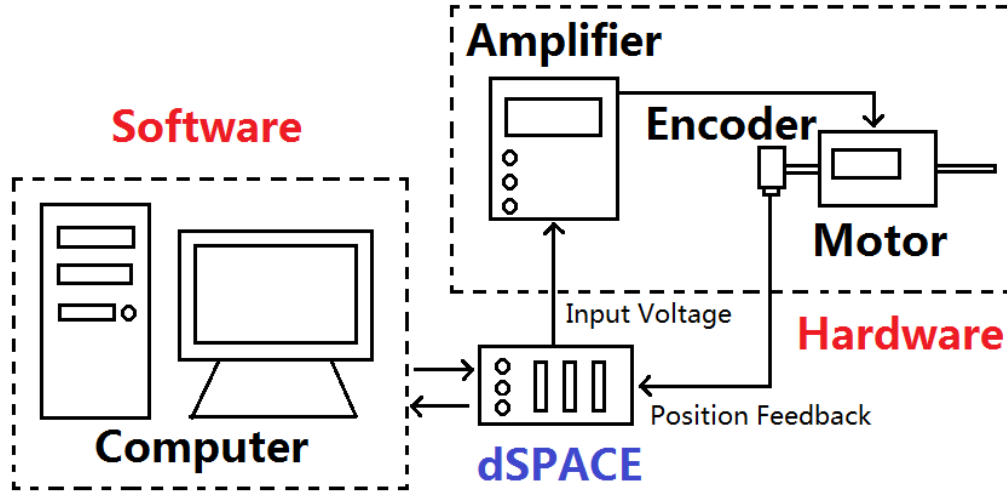 Amplifier
Software
Encoder
Motor
Input Voltage
Hardware
Position Feedback
Computer
dSPACE